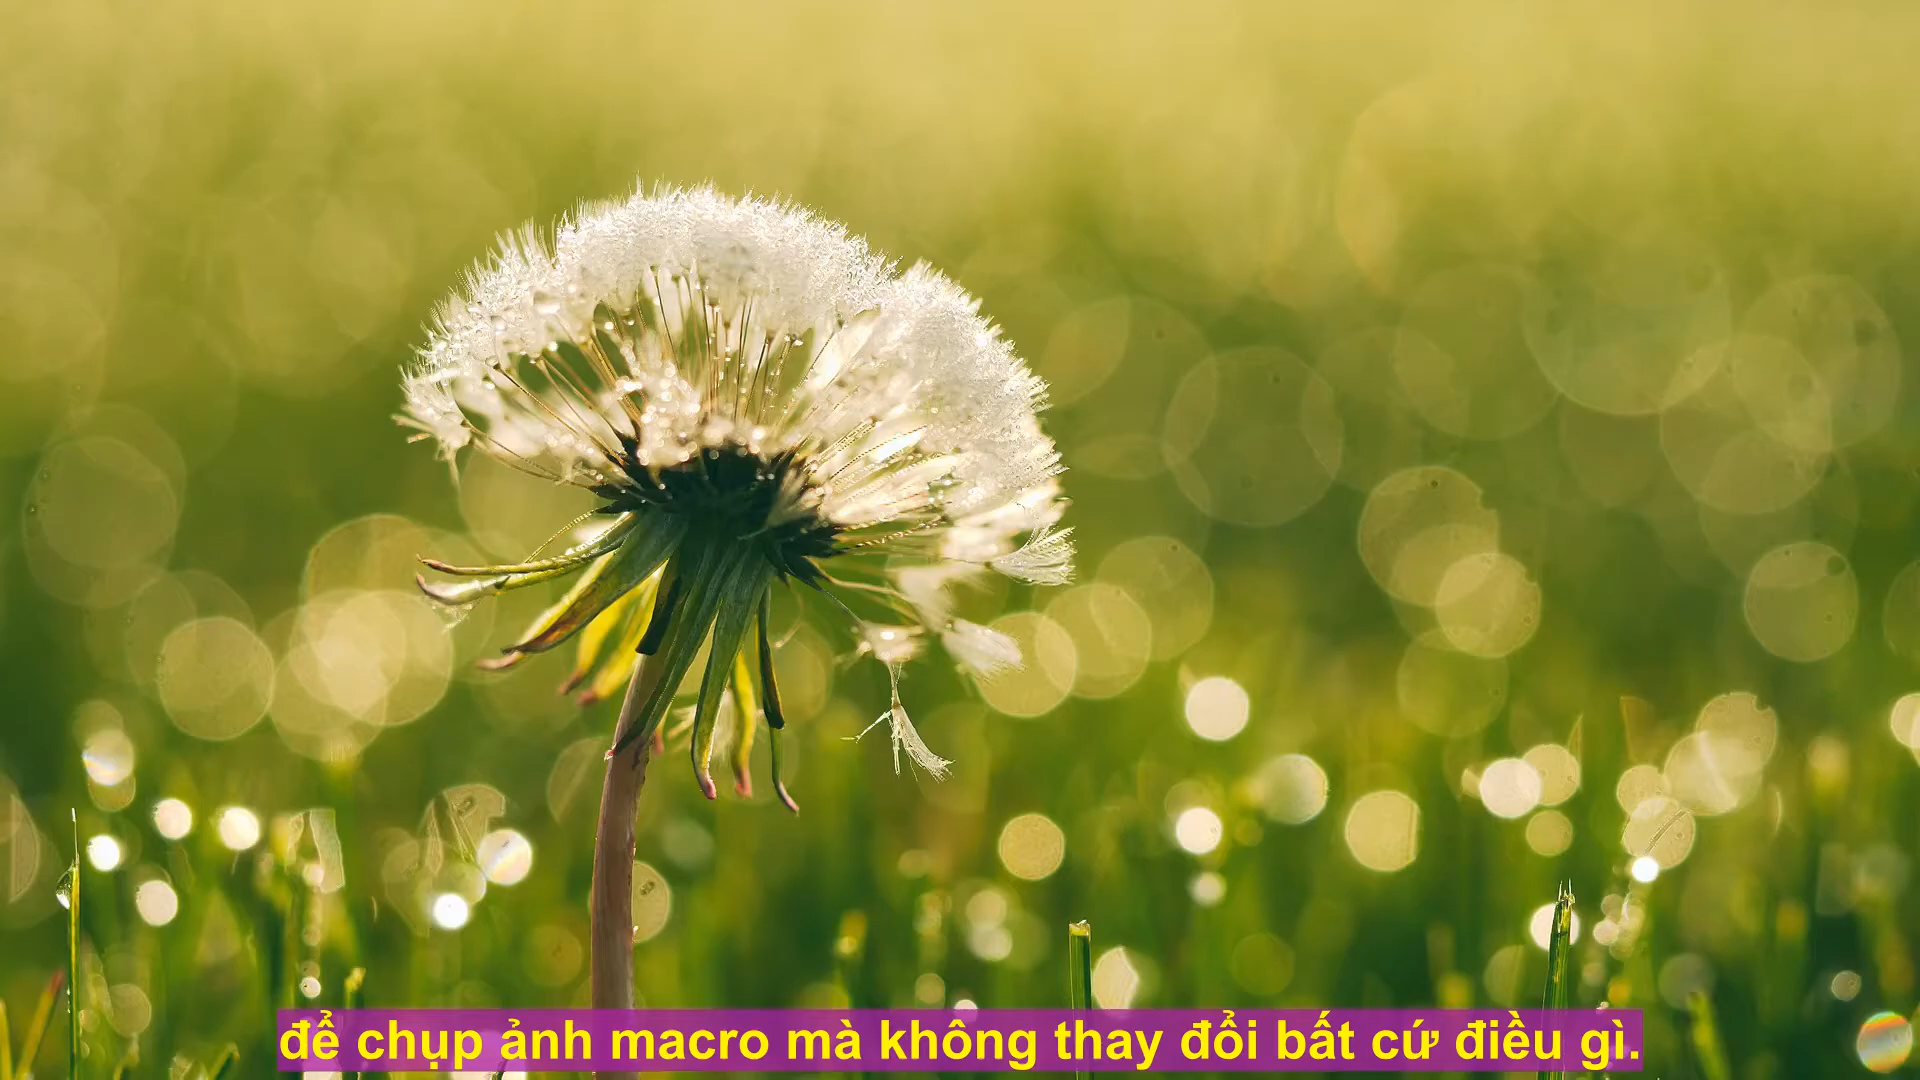 để chụp ảnh macro mà không thay đổi bất cứ điều gì.